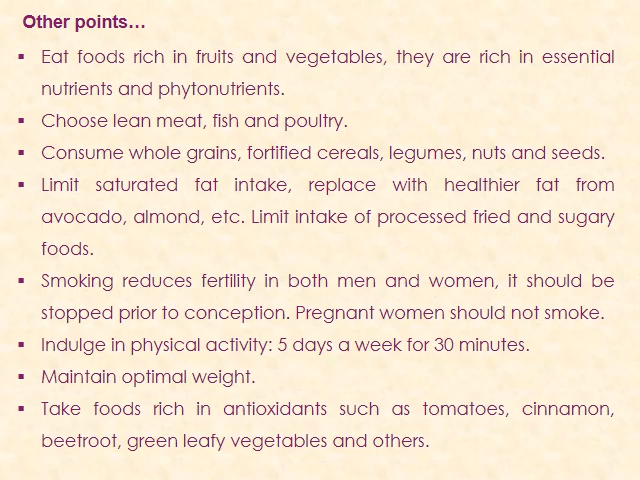 Other points…
▪ Eat foods rich in fruits and vegetables, they are rich in essential
nutrients and phytonutrients.
▪ Choose lean meat, fish and poultry.
▪ Consume whole grains, fortified cereals, legumes, nuts and seeds.
▪ Limit saturated fat intake, replace with healthier fat from
avocado, almond, etc. Limit intake of processed fried and sugary
foods.
▪ Smoking reduces fertility in both men and women, it should be
stopped prior to conception. Pregnant women should not smoke.
▪ Indulge in physical activity: 5 days a week for 30 minutes.
▪ Maintain optimal weight.
▪ Take foods rich in antioxidants such as tomatoes, cinnamon,
beetroot, green leafy vegetables and others.